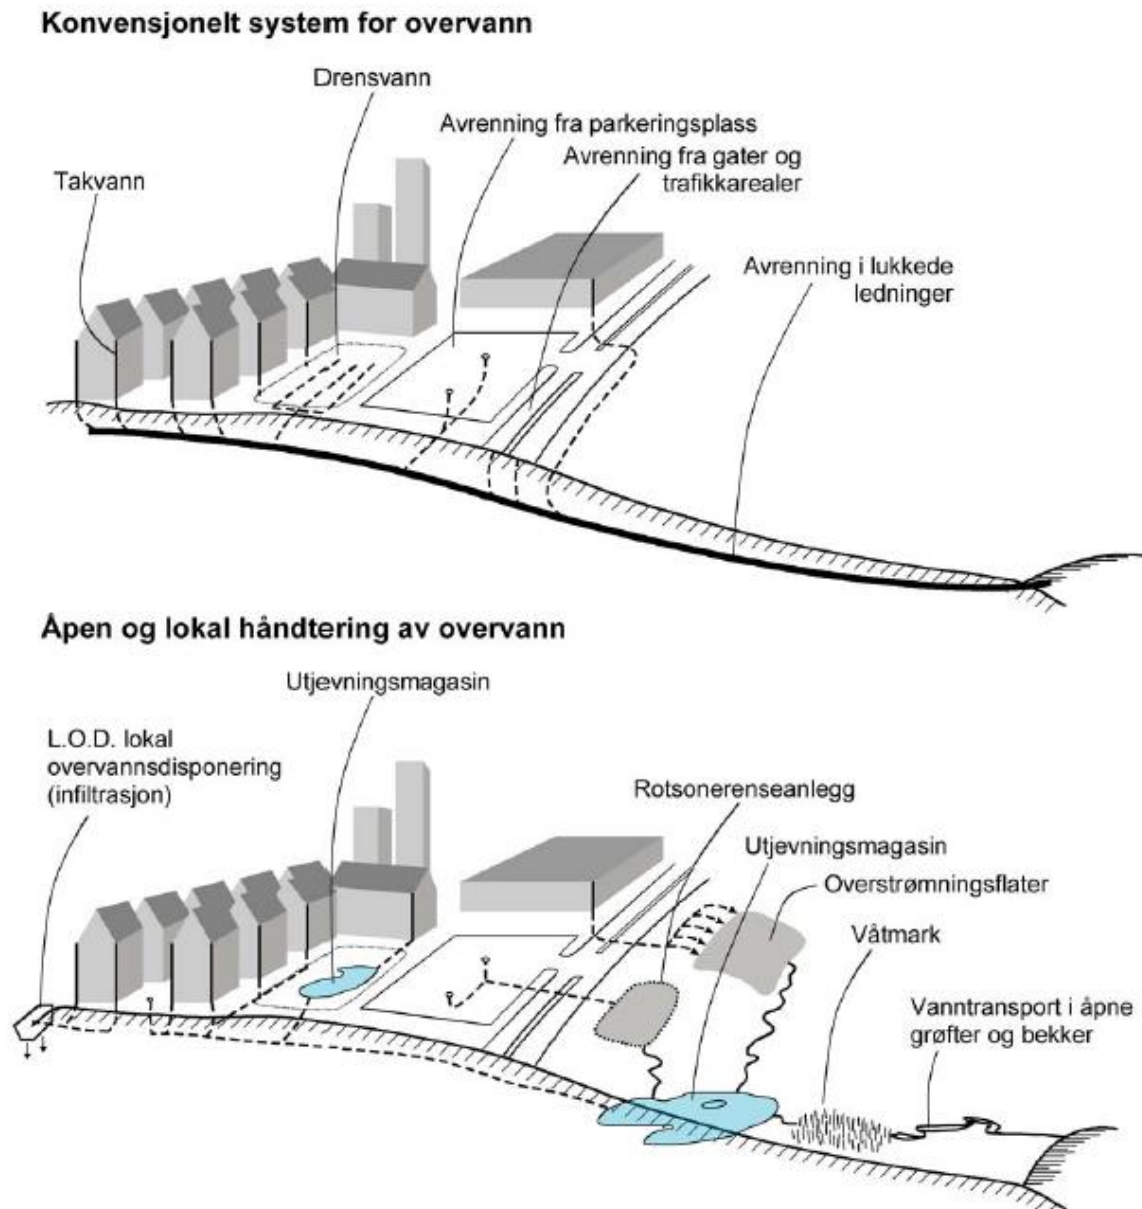 Konvensjonelt system for overvann
Drensvann
Avrenning fra parkeringsplass
Avrenning fra gater og
trafikkarealer
Takvann
Avrenning i lukkede
ledninger
Åpen og lokal håndtering av overvann
Utjevningsmagasin
L.O.D. lokal
overvannsdisponering
(infiltrasjon)
Rotsonerenseanlegg
Utjevningsmagasin
Overstrømningsflater
Våtmark
Vanntransport i åpne
grøfter og bekker